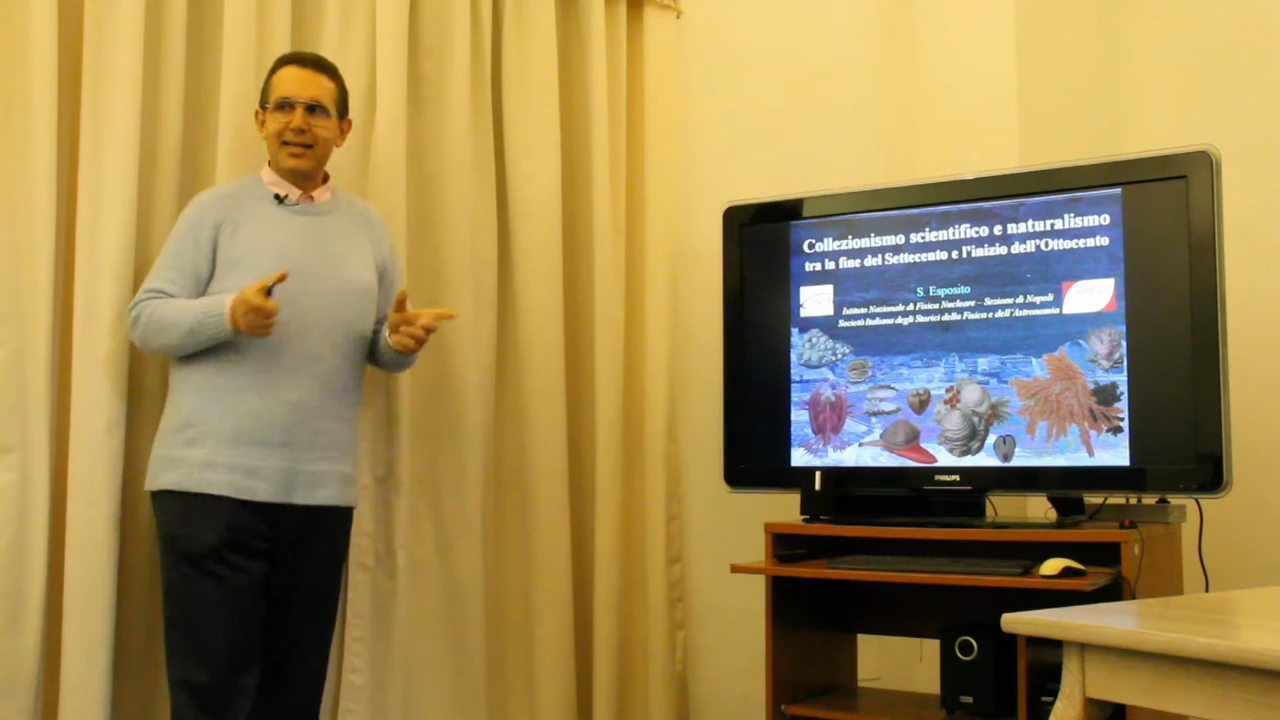 Collezionismo scientifico e naturalismo
tra la fine del Settecento e l'inizio dell'Ottocento
S. Esposito
Istituto Nazionale di Fisica Nucleare – Sezione di Napoli
Società Italiana degli Storici della Fisica e dell'Astronomia
PHILIPS